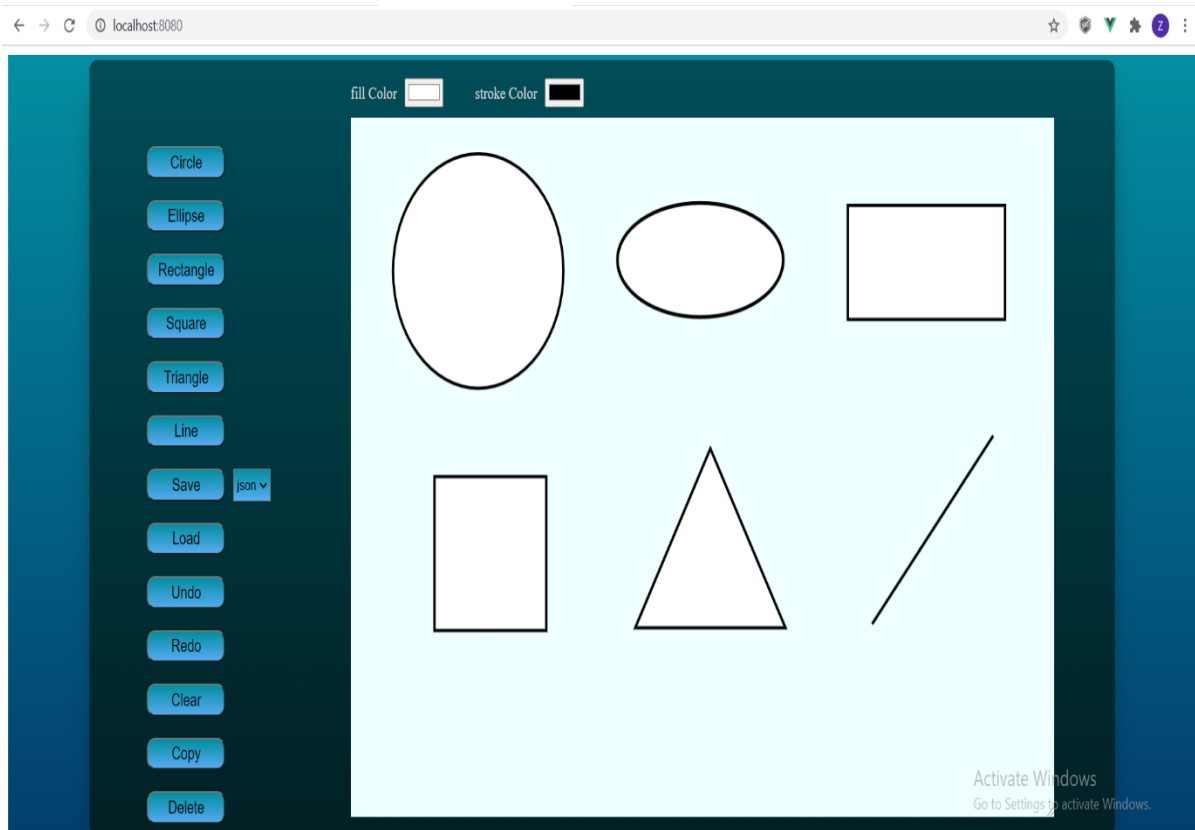 localhost:8080
Z
fill Color stroke Color
Circle
Ellipse
Rectangle
Square
Triangle
Line
Save json
Load
Undo
Redo
Clear
Copy
Delete
Activate Windows
Go to Settings to activate Windows.